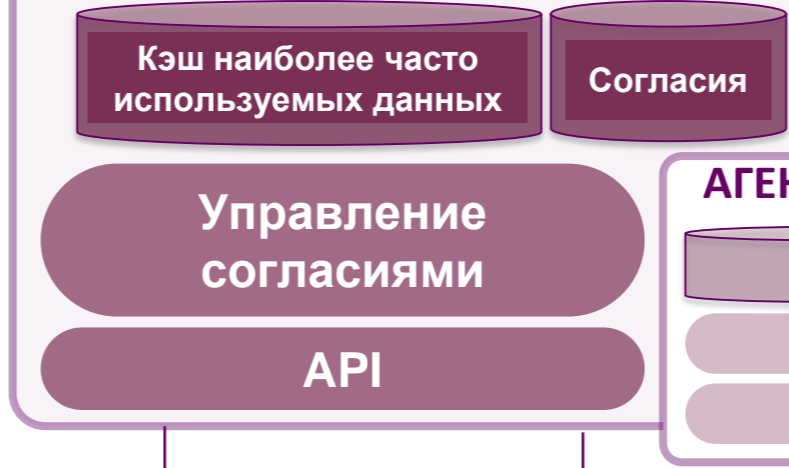 Кэш наиболее часто
используемых данных
Согласия
Управление
согласиями
API